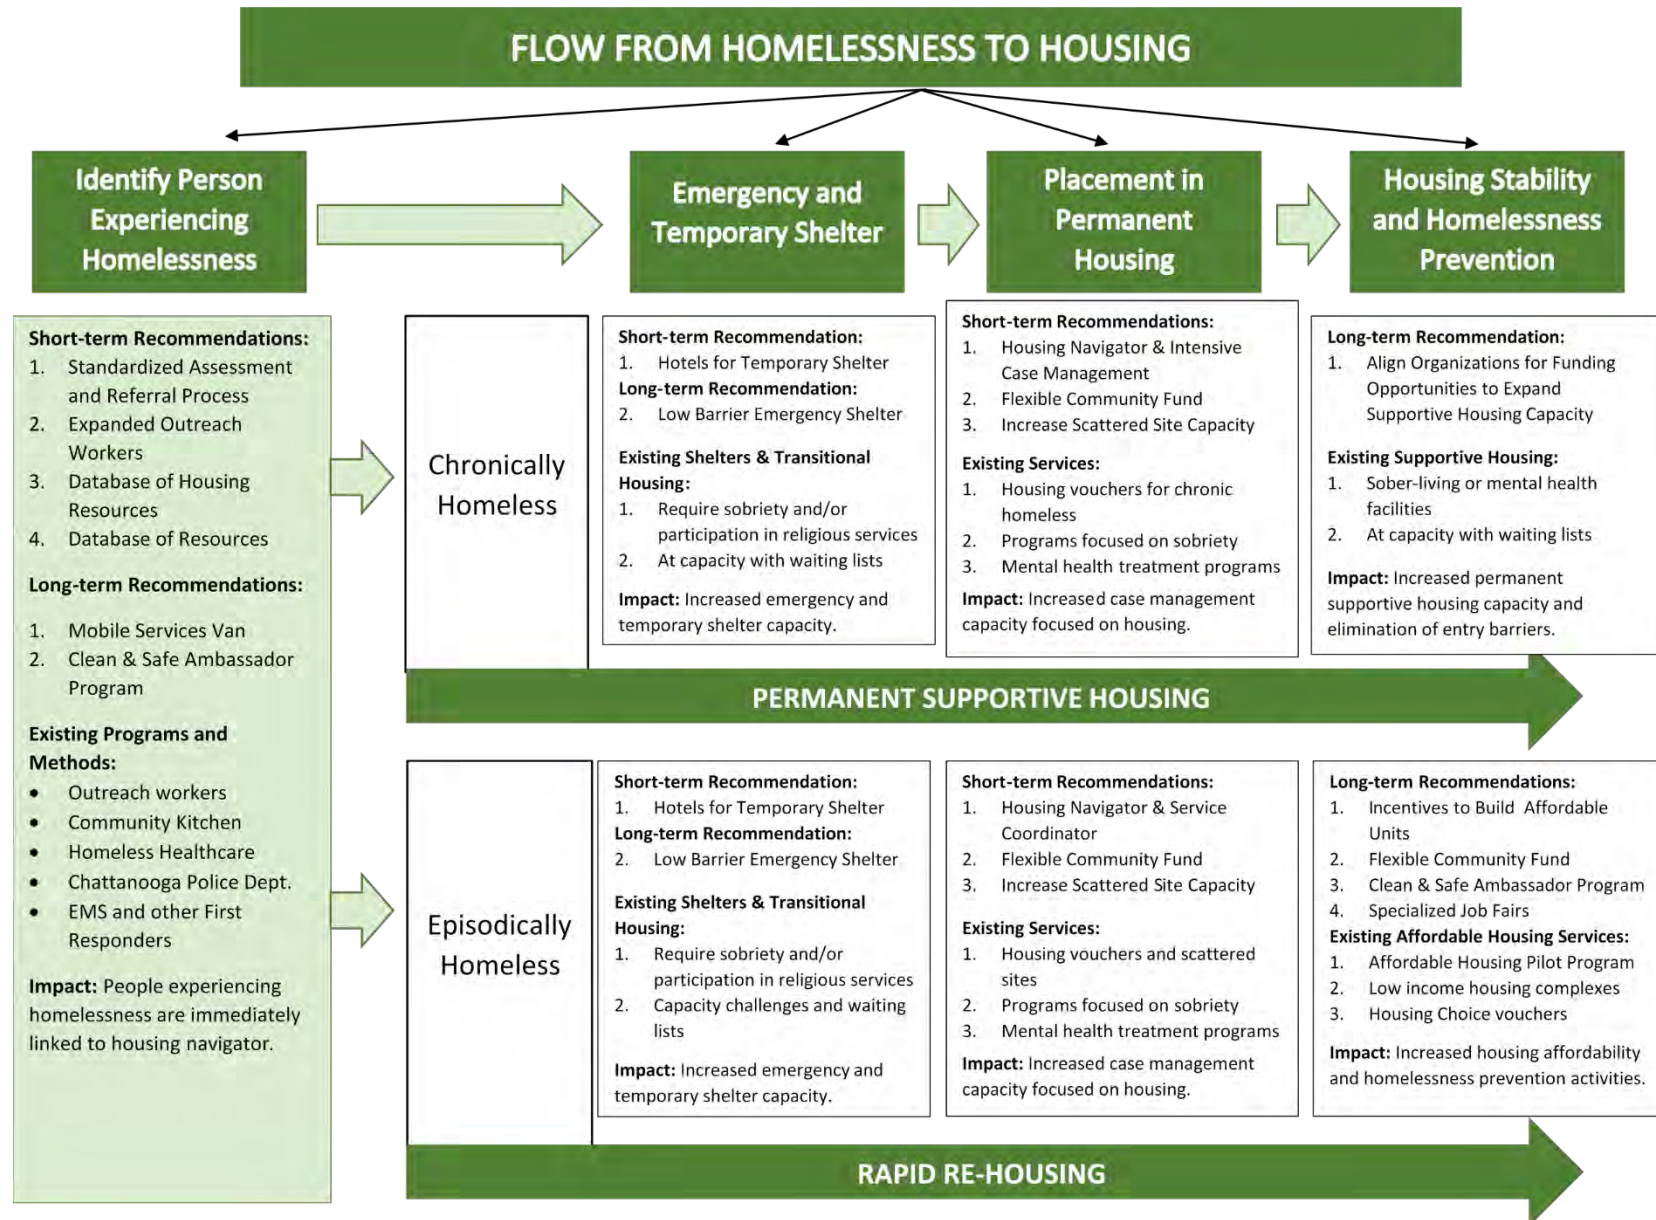 FLOW FROM HOMELESSNESS TO HOUSING
Identify Person
Experiencing
Homelessness
Emergency and
Temporary Shelter
Placement in
Permanent
Housing
Housing Stability
and Homelessness
Prevention
Short-term Recommendations:
1. Standardized Assessment
and Referral Process
2. Expanded Outreach
Workers
3. Database of Housing
Resources
4. Database of Resources
Long-term Recommendations:
1. Mobile Services Van
2. Clean & Safe Ambassador
Program
Existing Programs and
Methods:
• Outreach workers
• Community Kitchen
• Homeless Healthcare
• Chattanooga Police Dept.
• EMS and other First
Responders
Impact: People experiencing
homelessness are immediately
linked to housing navigator.
Chronically
Homeless
Short-term Recommendation:
1. Hotels for Temporary Shelter
Long-term Recommendation:
2. Low Barrier Emergency Shelter
Existing Shelters & Transitional
Housing:
1. Require sobriety and/or
participation in religious services
2. At capacity with waiting lists
Impact: Increased emergency and
temporary shelter capacity.
Short-term Recommendations:
1. Housing Navigator & Intensive
Case Management
2. Flexible Community Fund
3. Increase Scattered Site Capacity
Existing Services:
1. Housing vouchers for chronic
homeless
2. Programs focused on sobriety
3. Mental health treatment programs
Impact: Increased case management
capacity focused on housing.
Long-term Recommendation:
1. Align Organizations for Funding
Opportunities to Expand
Supportive Housing Capacity
Existing Supportive Housing:
1. Sober-living or mental health
facilities
2. At capacity with waiting lists
Impact: Increased permanent
supportive housing capacity and
elimination of entry barriers.
PERMANENT SUPPORTIVE HOUSING
Episodically
Homeless
Short-term Recommendation:
1. Hotels for Temporary Shelter
Long-term Recommendation:
2. Low Barrier Emergency Shelter
Existing Shelters & Transitional
Housing:
1. Require sobriety and/or
participation in religious services
2. Capacity challenges and waiting
lists
Impact: Increased emergency and
temporary shelter capacity.
Short-term Recommendations:
1. Housing Navigator & Service
Coordinator
2. Flexible Community Fund
3. Increase Scattered Site Capacity
Existing Services:
1. Housing vouchers and scattered
sites
2. Programs focused on sobriety
3. Mental health treatment programs
Impact: Increased case management
capacity focused on housing.
Long-term Recommendations:
1. Incentives to Build Affordable
Units
2. Flexible Community Fund
3. Clean & Safe Ambassador Program
4. Specialized Job Fairs
Existing Affordable Housing Services:
1. Affordable Housing Pilot Program
2. Low income housing complexes
3. Housing Choice vouchers
Impact: Increased housing affordability
and homelessness prevention activities.
RAPID RE-HOUSING